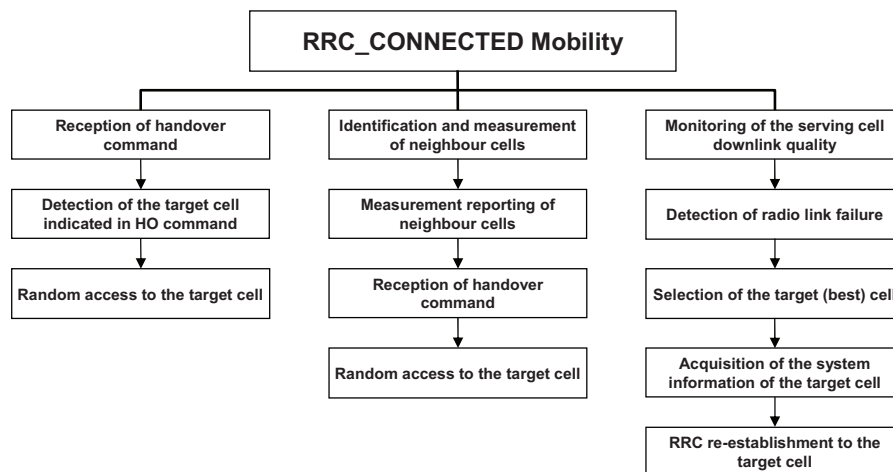 RRC_CONNECTED Mobility
Reception of handover
command
Detection of the target cell
indicated in HO command
Random access to the target cell
Identification and measurement
of neighbour cells
Measurement reporting of
neighbour cells
Reception of handover
command
Random access to the target cell
Monitoring of the serving cell
downlink quality
Detection of radio link failure
Selection of the target (best) cell
Acquisition of the system
information of the target cell
RRC re-establishment to the
target cell